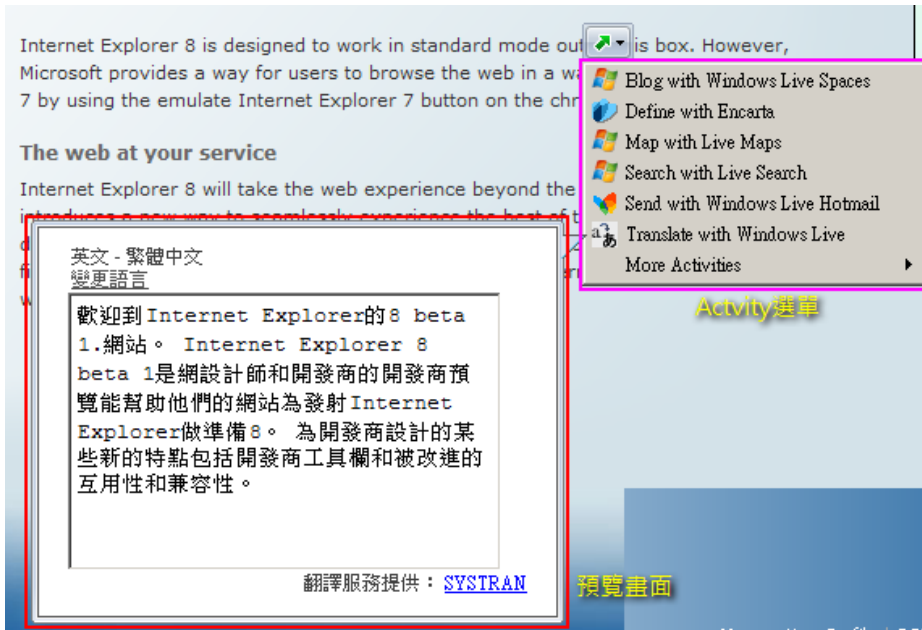 Internet Explorer 8 is designed to work in standard mode out is box. However,
Microsoft provides a way for users to browse the web in a
7 by using the emulate Internet Explorer 7 button on the
The web at your service
Internet Explorer 8 will take the web experience beyond the
introduces a new way to seamlessly experience the best of
Blog with Windows Live Spaces
Define with Encarta
Map with Live Maps
Search with Live Search
Send with Windows Live Hotmail
Translate with Windows Live
More Activities
Actvity選單
英文 - 繁體中文
變更語言
歡迎到Internet Explorer的8 beta
1.網站。 Internet Explorer 8
beta 1是網設計師和開發商的開發商預
覽能幫助他們的網站為發射Internet
Explorer做準備8。 為開發商設計的某
些新的特點包括開發商工具欄和被改進的
互用性和兼容性。
翻譯服務提供： SYSTRAN
預覽畫面